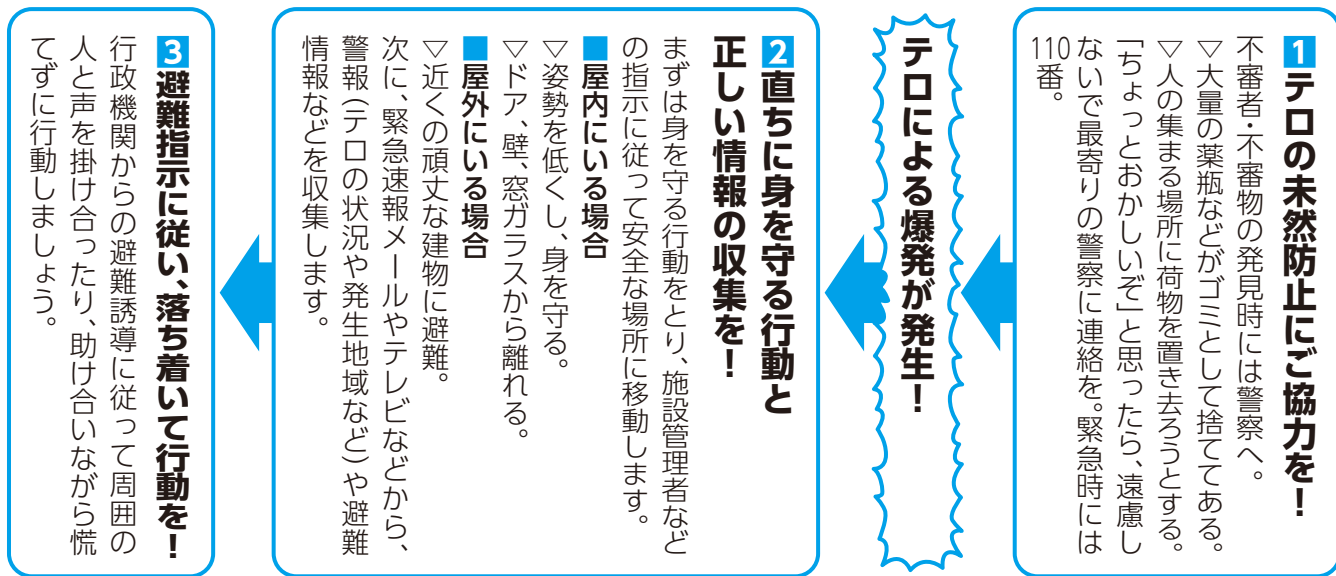 1テロの未然防止にご協力を！
不審者・不審物の発見時には警察へ。
▽大量の薬瓶などがゴミとして捨ててある。
▽人の集まる場所に荷物を置き去ろうとする。
「ちょっとおかしいぞ」と思ったら、遠慮し
ないで最寄りの警察に連絡を。緊急時には
110番。
テロによる爆発が発生！
2直ちに身を守る行動と
正しい情報の収集を！
まずは身を守る行動をとり、施設管理者など
の指示に従って安全な場所に移動します。
■屋内にいる場合
▽姿勢を低くし、身を守る。
▽ドア、壁、窓ガラスから離れる。
■屋外にいる場合
▽近くの頑丈な建物に避難。
次に、緊急速報メールやテレビなどから、
警報（テロの状況や発生地域など）や避難
情報などを収集します。
3避難指示に従い、落ち着いて行動を！
行政機関からの避難誘導に従って周囲の
人と声を掛け合ったり、助け合いながら慌
てずに行動しましょう。